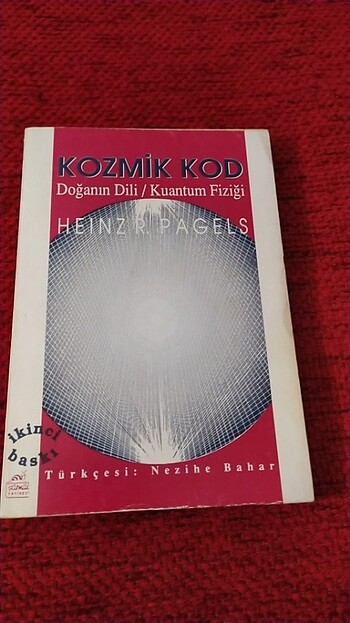 KOZMİK KOD
Doğanın Dili / Kuantum Fiziği
HEINZ R. PAGELS
ikinci
baskı
Türkçesi: Nezihe Bahar